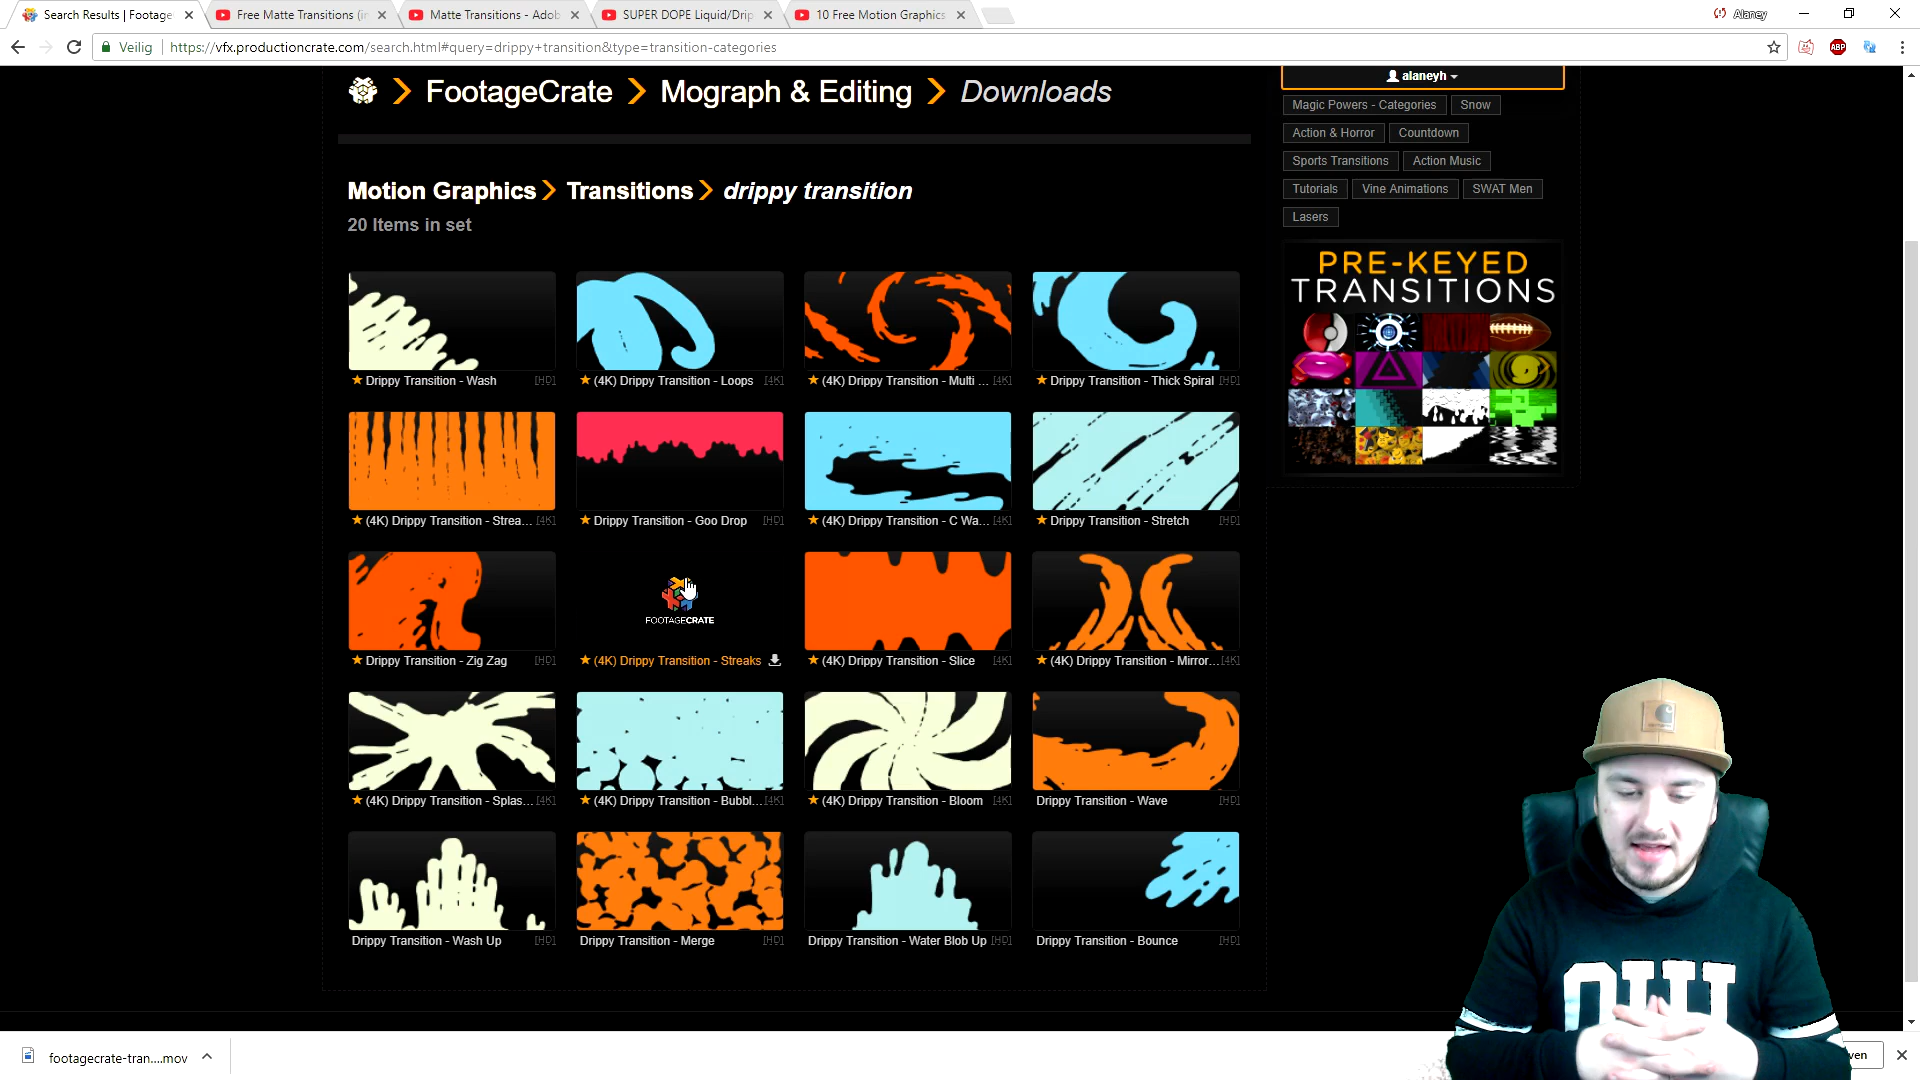 Search Results | Footage
Free Matte Transitions (in
Matte Transitions - Adob
SUPER DOPE Liquid/Drip
10 Free Motion Graphics
Alaney
Veilig
https://vfx.productioncrate.com/search.html#query=drippy+transition&type=transition-categories
ABP
FootageCrate
Mograph & Editing
Downloads
alaneyh
Magic Powers - Categories
Snow
Action & Horror
Countdown
Sports Transitions
Action Music
Tutorials
Vine Animations
SWAT Men
Lasers
Motion Graphics
Transitions
drippy transition
20 Items in set
PRE-KEYED
TRANSITIONS
Drippy Transition - Wash [HD]
(4K) Drippy Transition - Loops [4K]
(4K) Drippy Transition - Multi ... [4K]
Drippy Transition - Thick Spiral [HD]
(4K) Drippy Transition - Strea... [4K]
Drippy Transition - Goo Drop [HD]
(4K) Drippy Transition - C Wa... [4K]
Drippy Transition - Stretch [HD]
FOOTAGECRATE
Drippy Transition - Zig Zag [HD]
(4K) Drippy Transition - Streaks
(4K) Drippy Transition - Slice [4K]
(4K) Drippy Transition - Mirror... [4K]
(4K) Drippy Transition - Splas... [4K]
(4K) Drippy Transition - Bubbl... [4K]
(4K) Drippy Transition - Bloom [4K]
Drippy Transition - Wave [HD]
Drippy Transition - Wash Up [HD]
Drippy Transition - Merge [HD]
Drippy Transition - Water Blob Up [HD]
Drippy Transition - Bounce [HD]
footagecrate-tran....mov
ven